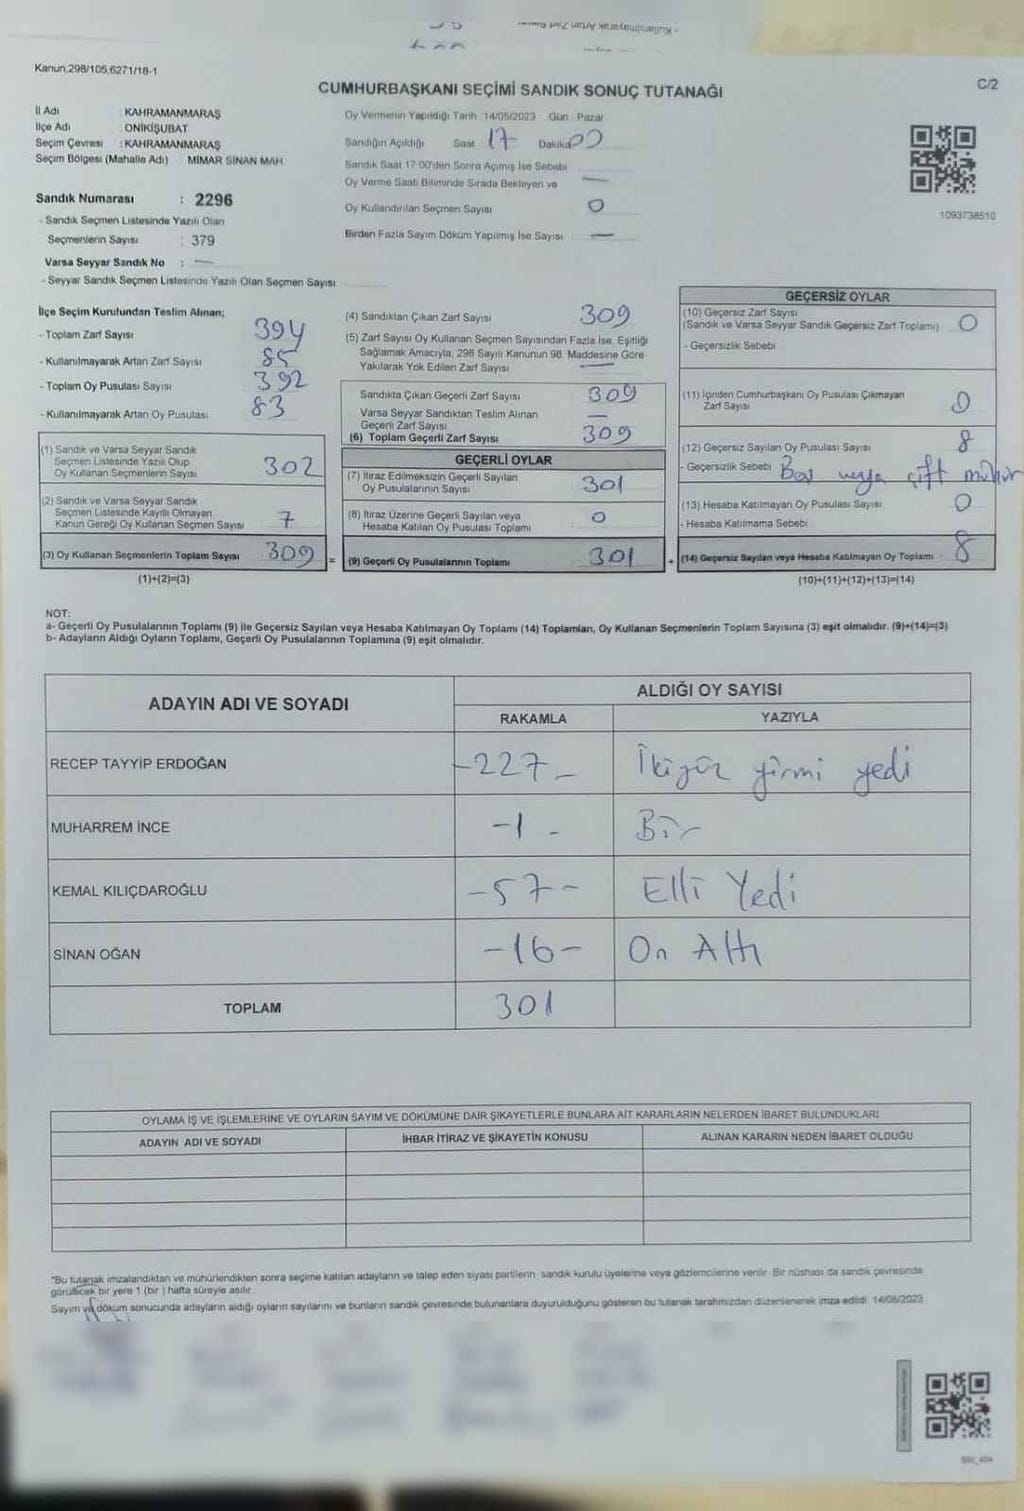 - Kullanılmayarak Artan Zarf
Kanun,298/105,6271/18-1
C/2
CUMHURBAŞKANI SEÇİMİ SANDIK SONUÇ TUTANAĞI
İl Adı : KAHRAMANMARAŞ
İlçe Adı : ONİKİŞUBAT
Seçim Çevresi : KAHRAMANMARAŞ
Seçim Bölgesi (Mahalle Adı) MİMAR SİNAN MAH.
Sandık Numarası : 2296
- Sandık Seçmen Listesinde Yazılı Olan
Seçmenlerin Sayısı : 379
Varsa Seyyar Sandık No : —
- Seyyar Sandık Seçmen Listesinde Yazılı Olan Seçmen Sayısı
Oy Vermenin Yapıldığı Tarih 14/05/2023 Gün Pazar
Sandığın Açıldığı Saat 17 Dakika 00
Sandık Saat 17:00'den Sonra Açımış İse Sebebi
Oy Verme Saati Bitiminde Sırada Bekleyen ve —
Oy Kullandırılan Seçmen Sayısı 0
Birden Fazla Sayım Döküm Yapılmış İse Sayısı : —
1093738510
İlçe Seçim Kurulundan Teslim Alınan;
- Toplam Zarf Sayısı 394
- Kullanılmayarak Artan Zarf Sayısı 85
- Toplam Oy Pusulası Sayısı 392
- Kullanılmayarak Artan Oy Pusulası 83
(1) Sandık ve Varsa Seyyar Sandık
Seçmen Listesinde Yazılı Olup
Oy Kullanan Seçmenlerin Sayısı 302
(2) Sandık ve Varsa Seyyar Sandık
Seçmen Listesinde Kayıtlı Olmayan
Kanun Gereği Oy Kullanan Seçmen Sayısı 7
(3) Oy Kullanan Seçmenlerin Toplam Sayısı 309
(1)+(2)=(3)
(4) Sandıktan Çıkan Zarf Sayısı 309
(5) Zarf Sayısı Oy Kullanan Seçmen Sayısından Fazla İse, Eşitliği
Sağlamak Amacıyla, 298 Sayılı Kanunun 98. Maddesine Göre
Yakılarak Yok Edilen Zarf Sayısı —
Sandıkta Çıkan Geçerli Zarf Sayısı 309
Varsa Seyyar Sandıktan Teslim Alınan
Geçerli Zarf Sayısı —
(6) Toplam Geçerli Zarf Sayısı 309
GEÇERLİ OYLAR
(7) İtiraz Edilmeksizin Geçerli Sayılan
Oy Pusulalarının Sayısı 301
(8) İtiraz Üzerine Geçerli Sayılan veya
Hesaba Katılan Oy Pusulası Toplamı 0
= (9) Geçerli Oy Pusulalarının Toplamı 301
GEÇERSİZ OYLAR
(10) Geçersiz Zarf Sayısı
(Sandık ve Varsa Seyyar Sandık Geçersiz Zarf Toplamı) 0
- Geçersizlik Sebebi
(11) İçinden Cumhurbaşkanı Oy Pusulası Çıkmayan
Zarf Sayısı 0
(12) Geçersiz Sayılan Oy Pusulası Sayısı 8
- Geçersizlik Sebebi Boş veya çift mühür
(13) Hesaba Katılmayan Oy Pusulası Sayısı 0
- Hesaba Katılmama Sebebi
+ (14) Geçersiz Sayılan veya Hesaba Katılmayan Oy Toplamı 8
(10)+(11)+(12)+(13)=(14)
NOT:
a- Geçerli Oy Pusulalarının Toplamı (9) ile Geçersiz Sayılan veya Hesaba Katılmayan Oy Toplamı (14) Toplamları, Oy Kullanan Seçmenlerin Toplam Sayısına (3) eşit olmalıdır. (9)+(14)=(3)
b- Adayların Aldığı Oyların Toplamı, Geçerli Oy Pusulalarının Toplamına (9) eşit olmalıdır.
ADAYIN ADI VE SOYADI
ALDIĞI OY SAYISI
RAKAMLA YAZIYLA
RECEP TAYYİP ERDOĞAN -227- İkiyüz yirmi yedi
MUHARREM İNCE -1- Bir
KEMAL KILIÇDAROĞLU -57- Elli Yedi
SİNAN OĞAN -16- On Altı
TOPLAM 301
OYLAMA İŞ VE İŞLEMLERİNE VE OYLARIN SAYIM VE DÖKÜMÜNE DAİR ŞİKAYETLERLE BUNLARA AİT KARARLARIN NELERDEN İBARET BULUNDUKLARI
ADAYIN ADI VE SOYADI İHBAR İTİRAZ VE ŞİKAYETİN KONUSU ALINAN KARARIN NEDEN İBARET OLDUĞU
*Bu tutanak imzalandıktan ve mühürlendikten sonra seçime katılan adayların ve talep eden siyasi partilerin sandık kurulu üyelerine veya gözlemcilerine verilir. Bir nüshası da sandık çevresinde
görülecek bir yere 1 (bir) hafta süreyle asılır.
Sayım ve döküm sonucunda adayların aldığı oyların sayılarını ve bunların sandık çevresinde bulunanlara duyurulduğunu gösteren bu tutanak tarafımızdan düzenlenerek imza edildi. 14/05/2023